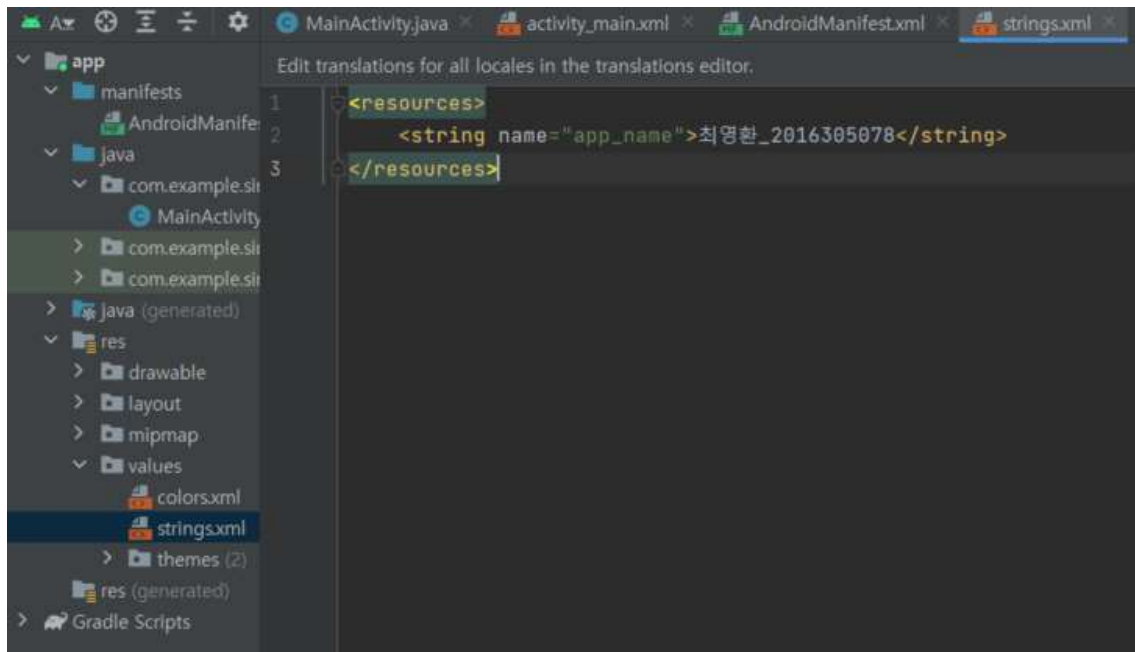 MainActivity.java activity_main.xml AndroidManifest.xml strings.xml
Edit translations for all locales in the translations editor.
app
manifests
AndroidManife
java
com.example.si
MainActivity
com.example.si
com.example.si
java (generated)
res
drawable
layout
mipmap
values
colors.xml
strings.xml
themes (2)
res (generated)
Gradle Scripts
1 <resources>
2 <string name="app_name">최영환_2016305078</string>
3 </resources>